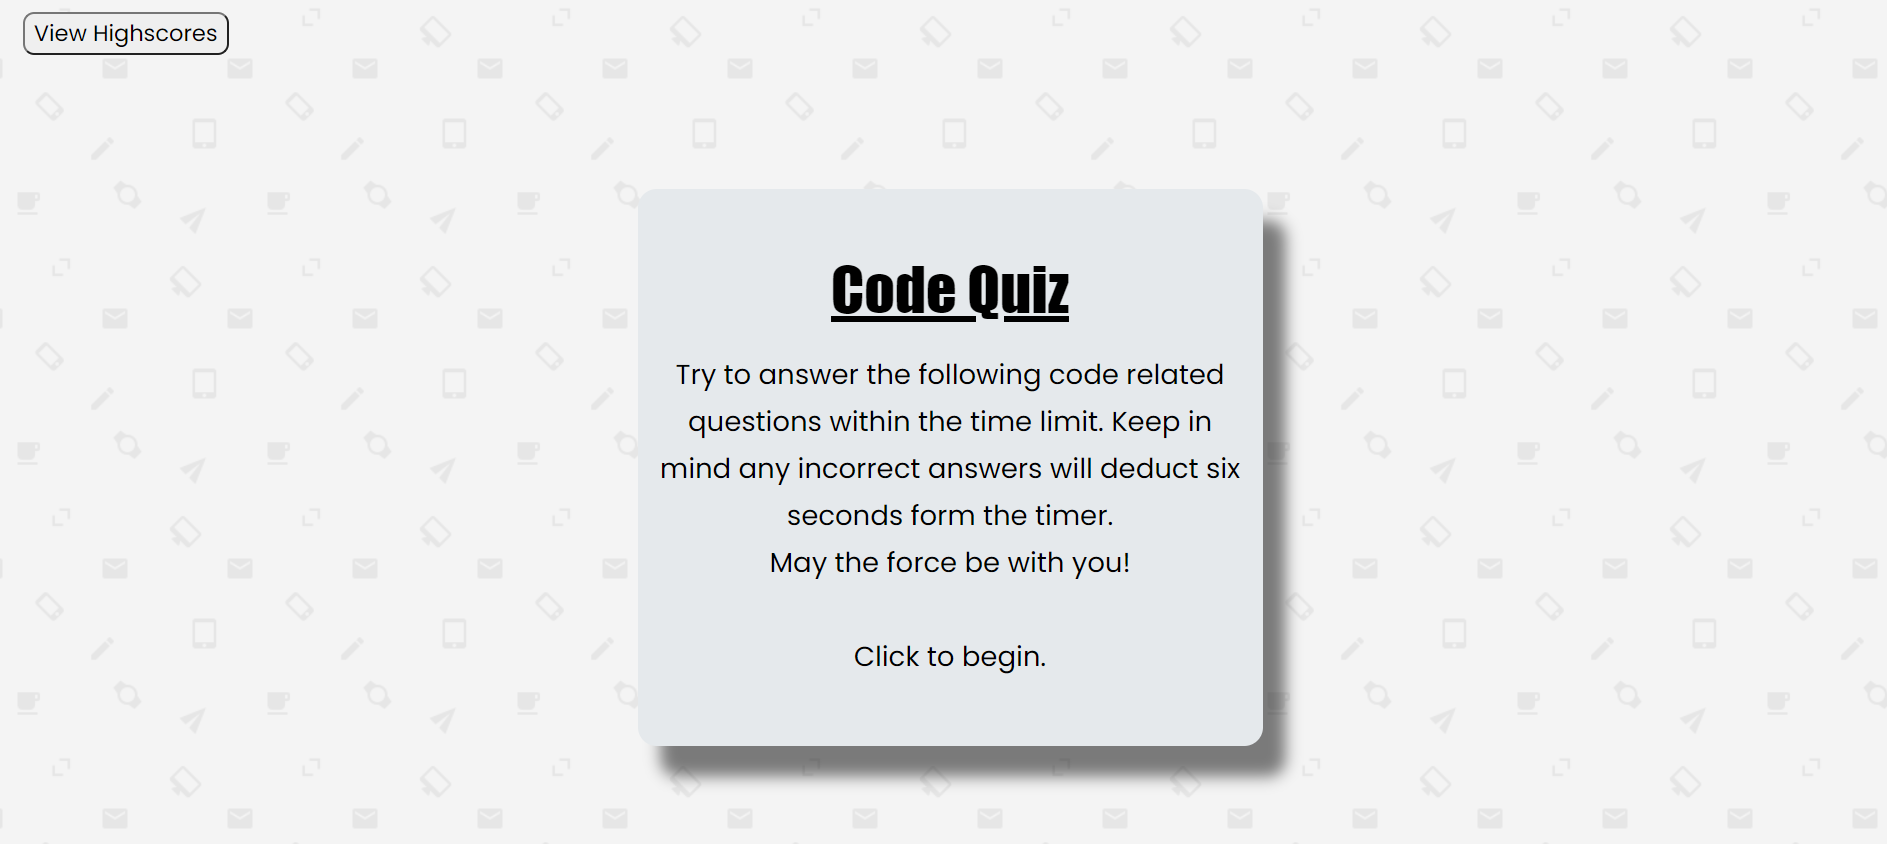 View Highscores
Code Quiz
Try to answer the following code related
questions within the time limit. Keep in
mind any incorrect answers will deduct six
seconds form the timer.
May the force be with you!
Click to begin.